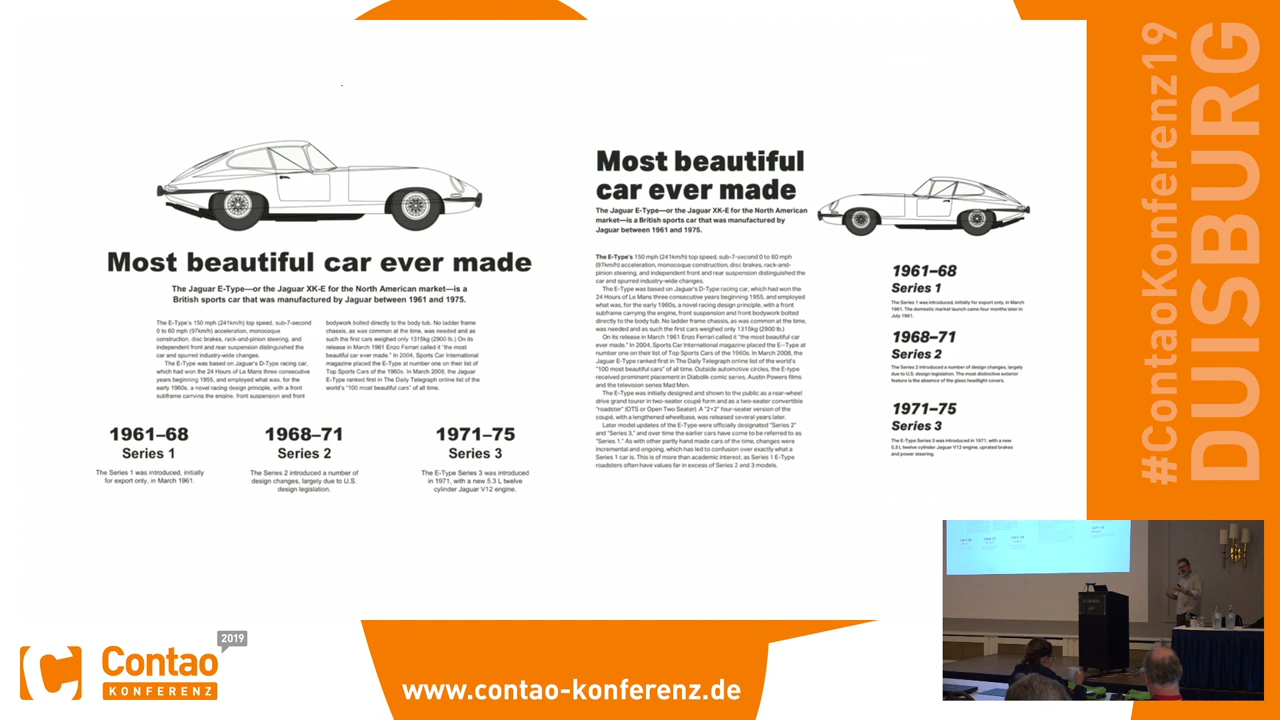 Most beautiful car ever made
The Jaguar E-Type—or the Jaguar XK-E for the North American market—is a
British sports car that was manufactured by Jaguar between 1961 and 1975.
The E-Type's 150 mph (241km/h) top speed, sub-7-second
0 to 60 mph (97km/h) acceleration, monocoque
construction, disc brakes, rack-and-pinion steering, and
independent front and rear suspension distinguished the
car and spurred industry-wide changes.
The E-Type was based on Jaguar's D-Type racing car,
which had won the 24 Hours of Le Mans three consecutive
years beginning 1955, and employed what was, for the
early 1960s, a novel racing design principle, with a front
subframe carrying the engine, front suspension and front
bodywork bolted directly to the body tub. No ladder frame
chassis, as was common at the time, was needed and as
such the first cars weighed only 1315kg (2900 lb.) On its
release in March 1961 Enzo Ferrari called it "the most
beautiful car ever made." In 2004, Sports Car International
magazine placed the E-Type at number one on their list of
Top Sports Cars of the 1960s. In March 2008, the Jaguar
E-Type ranked first in The Daily Telegraph online list of the
world's "100 most beautiful cars" of all time.
1961–68
Series 1
The Series 1 was introduced, initially
for export only, in March 1961.
1968–71
Series 2
The Series 2 introduced a number of
design changes, largely due to U.S.
design legislation.
1971–75
Series 3
The E-Type Series 3 was introduced
in 1971, with a new 5.3 L twelve
cylinder Jaguar V12 engine.
Most beautiful
car ever made
The Jaguar E-Type—or the Jaguar XK-E for the North American
market—is a British sports car that was manufactured by
Jaguar between 1961 and 1975.
The E-Type's 150 mph (241km/h) top speed, sub-7-second 0 to 60 mph
(97km/h) acceleration, monocoque construction, disc brakes, rack-and-
pinion steering, and independent front and rear suspension distinguished the
car and spurred industry-wide changes.
The E-Type was based on Jaguar's D-Type racing car, which had won the
24 Hours of Le Mans three consecutive years beginning 1955, and employed
what was, for the early 1960s, a novel racing design principle, with a front
subframe carrying the engine, front suspension and front bodywork bolted
directly to the body tub. No ladder frame chassis, as was common at the time,
was needed and as such the first cars weighed only 1315kg (2900 lb.)
On its release in March 1961 Enzo Ferrari called it "the most beautiful car
ever made." In 2004, Sports Car International magazine placed the E-Type at
number one on their list of Top Sports Cars of the 1960s. In March 2008, the
Jaguar E-Type ranked first in The Daily Telegraph online list of the world's
"100 most beautiful cars" of all time. Outside automotive circles, the E-type
received prominent placement in Diabolik comic series, Austin Powers films
and the television series Mad Men.
The E-Type was initially designed and shown to the public as a rear-wheel
drive grand tourer in two-seater coupé form and as a two-seater convertible
"roadster" (OTS or Open Two Seater). A "2+2" four-seater version of the
coupé, with a lengthened wheelbase, was released several years later.
Later model updates of the E-Type were officially designated "Series 2"
and "Series 3," and over time the earlier cars have come to be referred to as
"Series 1." As with other partly hand made cars of the time, changes were
incremental and ongoing, which has led to confusion over exactly what a
Series 1 car is. This is of more than academic interest, as Series 1 E-Type
roadsters often have values far in excess of Series 2 and 3 models.
1961–68
Series 1
The Series 1 was introduced, initially for export only, in March
1961. The domestic market launch came four months later in
July 1961.
1968–71
Series 2
The Series 2 introduced a number of design changes, largely
due to U.S. design legislation. The most distinctive exterior
feature is the absence of the glass headlight covers.
1971–75
Series 3
The E-Type Series 3 was introduced in 1971, with a new
5.3 L twelve cylinder Jaguar V12 engine, uprated brakes
and power steering.
#ContaoKonferenz19
DUISBURG
2019
Contao
KONFERENZ
www.contao-konferenz.de